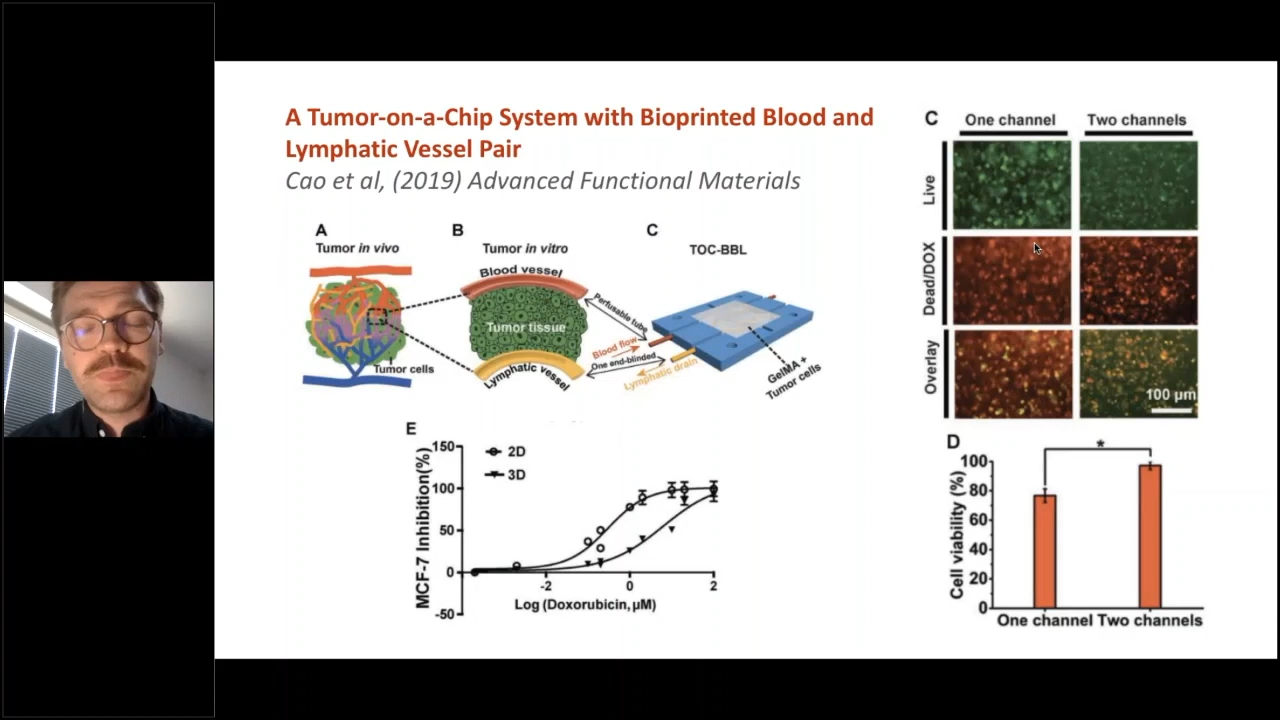 A Tumor-on-a-Chip System with Bioprinted Blood and
Lymphatic Vessel Pair
Cao et al, (2019) Advanced Functional Materials
A
Tumor in vivo
Tumor cells
B
Tumor in vitro
Blood vessel
Tumor tissue
Lymphatic vessel
C
TOC-BBL
Perfusable tube
Blood flow
One end-blinded
Lymphatic drain
GelMA +
Tumor cells
E
2D
3D
MCF-7 Inhibition(%)
150
100
50
0
-50
-2
0
2
Log (Doxorubicin, µM)
C
One channel
Two channels
Live
Dead/DOX
Overlay
100 µm
D
*
Cell viability (%)
100
80
60
40
20
0
One channel
Two channels